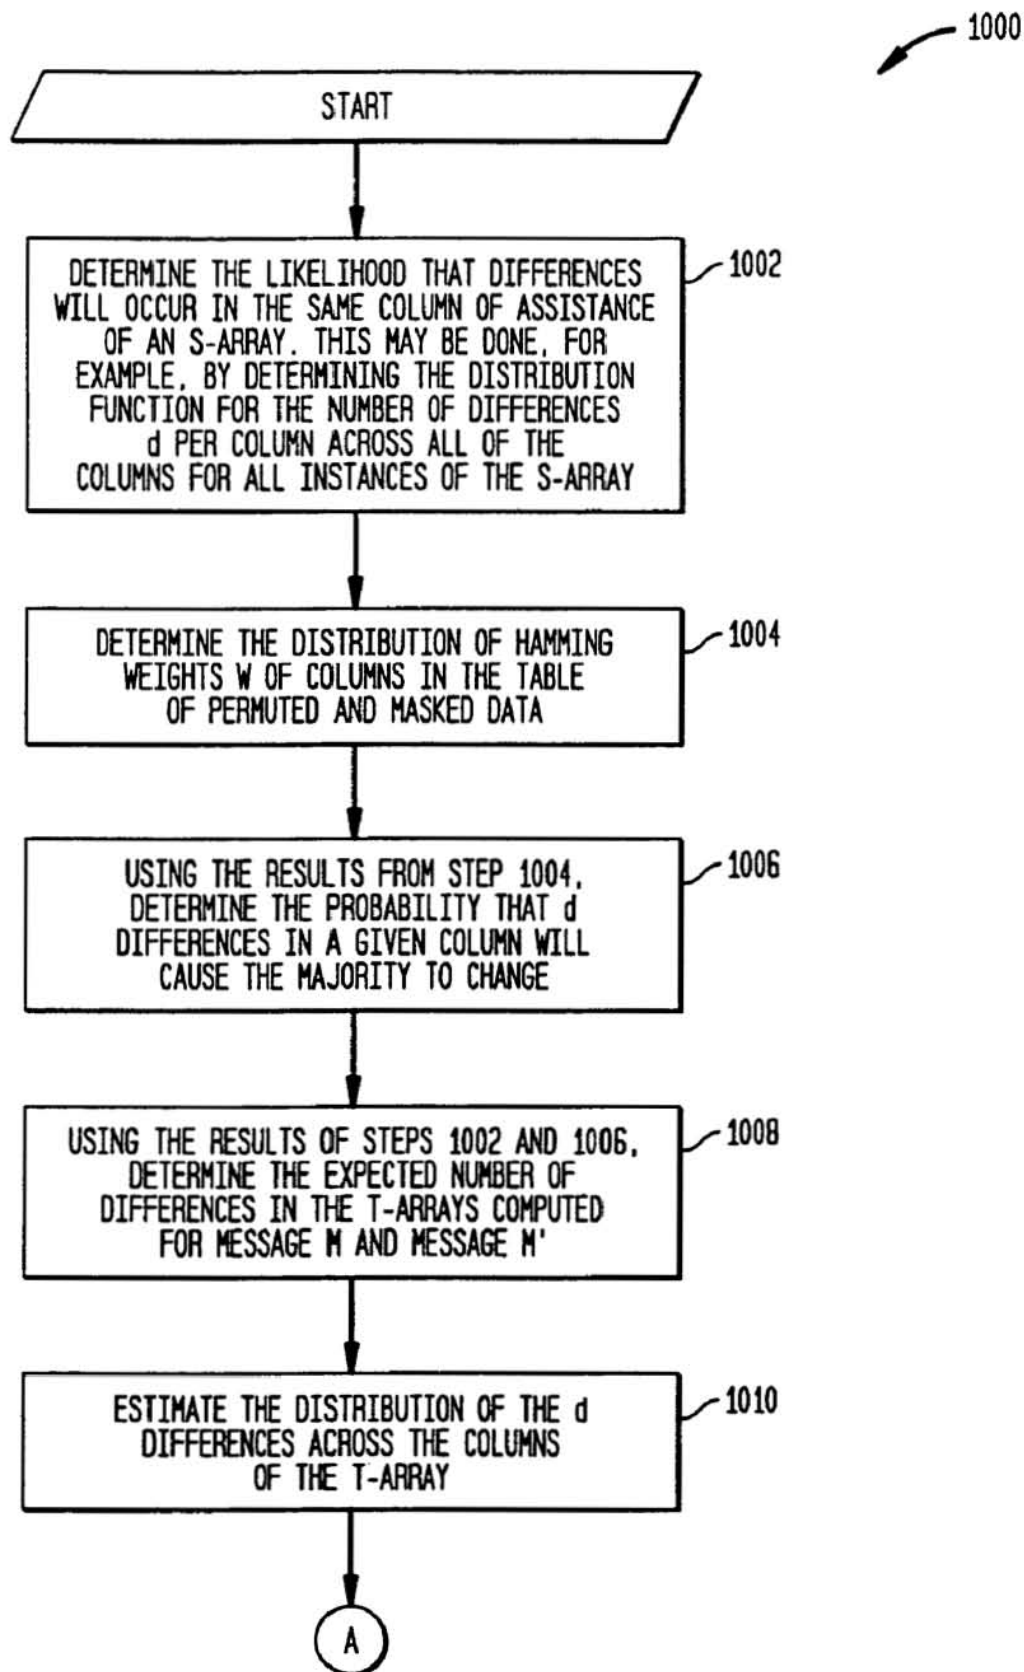 1000
START
1002
DETERMINE THE LIKELIHOOD THAT DIFFERENCES
WILL OCCUR IN THE SAME COLUMN OF ASSISTANCE
OF AN S-ARRAY. THIS MAY BE DONE, FOR
EXAMPLE, BY DETERMINING THE DISTRIBUTION
FUNCTION FOR THE NUMBER OF DIFFERENCES
d PER COLUMN ACROSS ALL OF THE
COLUMNS FOR ALL INSTANCES OF THE S-ARRAY
1004
DETERMINE THE DISTRIBUTION OF HAMMING
WEIGHTS W OF COLUMNS IN THE TABLE
OF PERMUTED AND MASKED DATA
1006
USING THE RESULTS FROM STEP 1004,
DETERMINE THE PROBABILITY THAT d
DIFFERENCES IN A GIVEN COLUMN WILL
CAUSE THE MAJORITY TO CHANGE
1008
USING THE RESULTS OF STEPS 1002 AND 1006,
DETERMINE THE EXPECTED NUMBER OF
DIFFERENCES IN THE T-ARRAYS COMPUTED
FOR MESSAGE M AND MESSAGE M'
1010
ESTIMATE THE DISTRIBUTION OF THE d
DIFFERENCES ACROSS THE COLUMNS
OF THE T-ARRAY
A